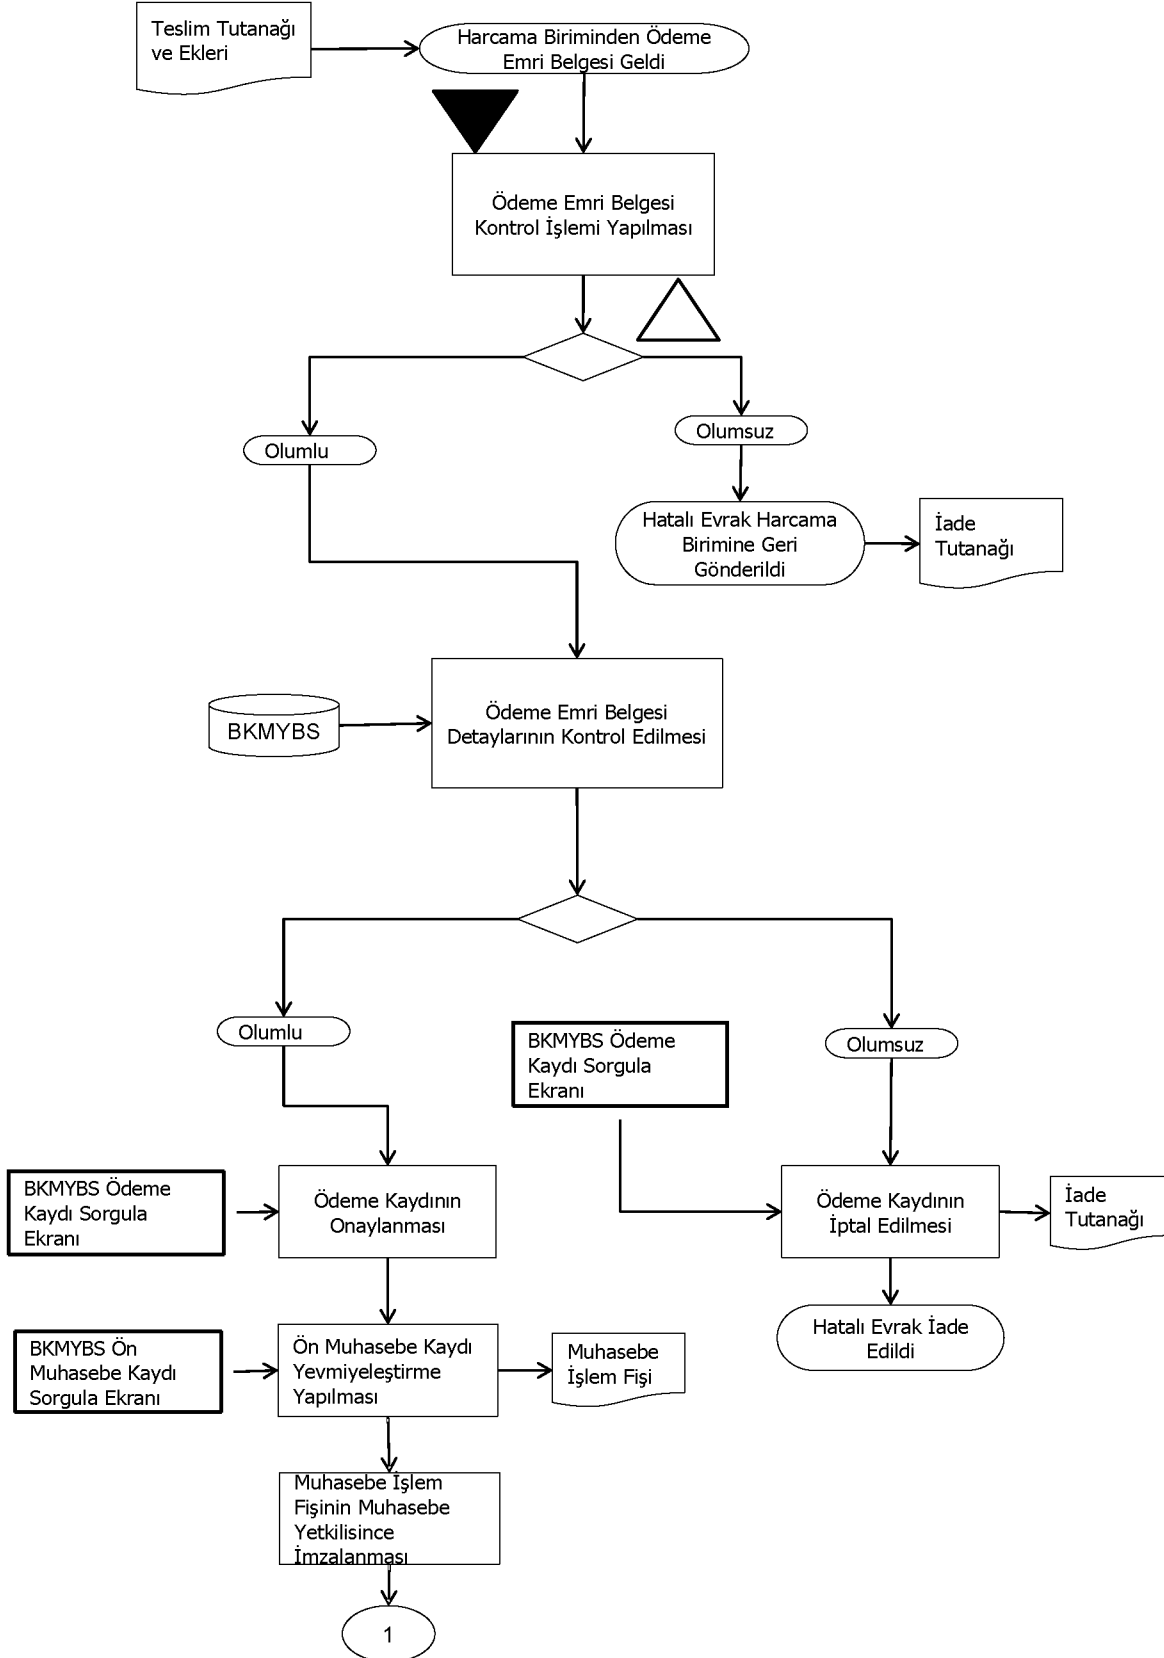 Teslim Tutanağı
ve Ekleri
Harcama Biriminden Ödeme
Emri Belgesi Geldi
Ödeme Emri Belgesi
Kontrol İşlemi Yapılması
Olumlu
Olumsuz
Hatalı Evrak Harcama
Birimine Geri
Gönderildi
İade
Tutanağı
BKMYBS
Ödeme Emri Belgesi
Detaylarının Kontrol Edilmesi
Olumlu
BKMYBS Ödeme
Kaydı Sorgula
Ekranı
Olumsuz
BKMYBS Ödeme
Kaydı Sorgula
Ekranı
Ödeme Kaydının
Onaylanması
Ödeme Kaydının
İptal Edilmesi
İade
Tutanağı
BKMYBS Ön
Muhasebe Kaydı
Sorgula Ekranı
Ön Muhasebe Kaydı
Yevmiyeleştirme
Yapılması
Muhasebe
İşlem Fişi
Hatalı Evrak İade
Edildi
Muhasebe İşlem
Fişinin Muhasebe
Yetkilisince
İmzalanması
1